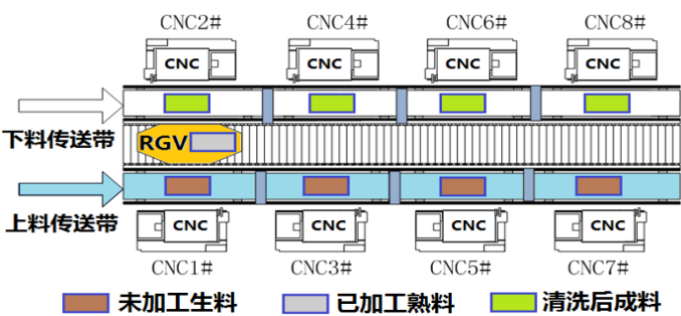 CNC2# CNC4# CNC6# CNC8#
CNC CNC CNC CNC
下料传送带
RGV
上料传送带
CNC CNC CNC CNC
CNC1# CNC3# CNC5# CNC7#
未加工生料 已加工熟料 清洗后成料